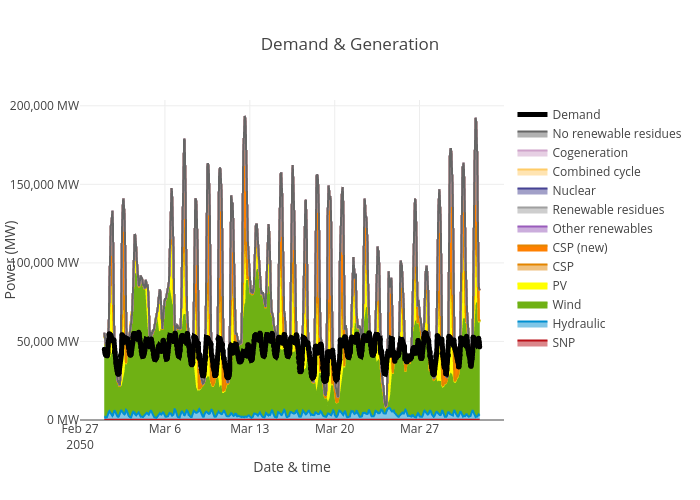 Demand & Generation
200,000 MW
150,000 MW
100,000 MW
50,000 MW
0 MW
Power (MW)
Feb 27
2050
Mar 6
Mar 13
Mar 20
Mar 27
Date & time
Demand
No renewable residues
Cogeneration
Combined cycle
Nuclear
Renewable residues
Other renewables
CSP (new)
CSP
PV
Wind
Hydraulic
SNP